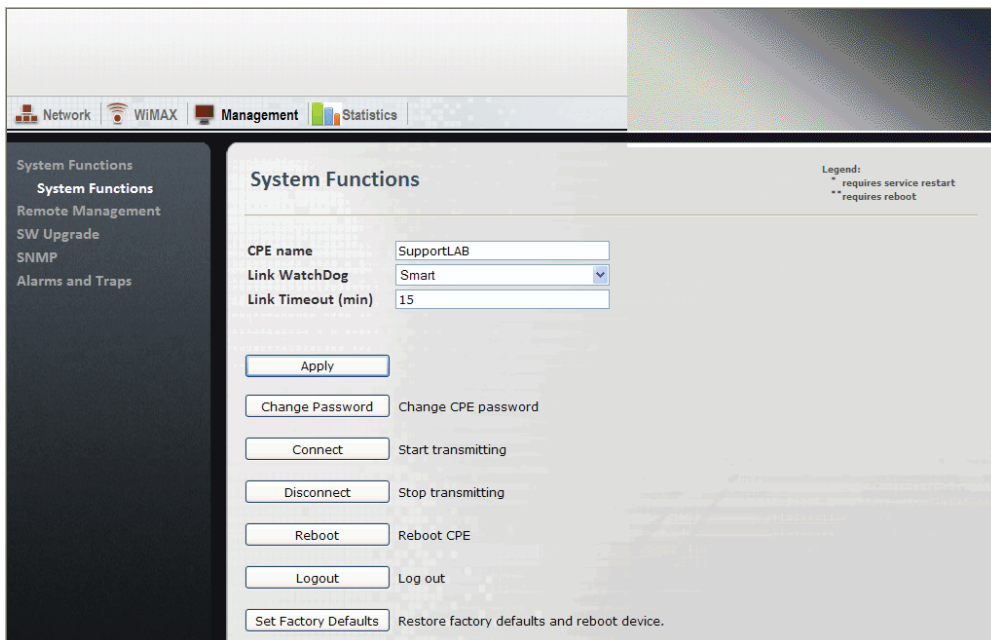 Network WiMAX Management Statistics
System Functions
System Functions
Remote Management
SW Upgrade
SNMP
Alarms and Traps
System Functions
Legend:
* requires service restart
** requires reboot
CPE name SupportLAB
Link WatchDog Smart
Link Timeout (min) 15
Apply
Change Password Change CPE password
Connect Start transmitting
Disconnect Stop transmitting
Reboot Reboot CPE
Logout Log out
Set Factory Defaults Restore factory defaults and reboot device.